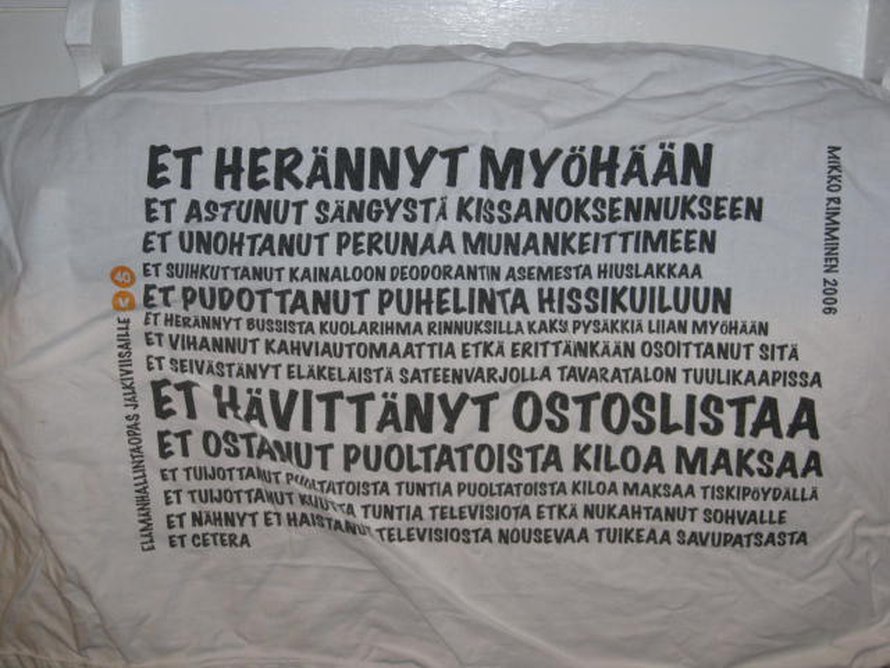 ET HERÄNNYT MYÖHÄÄN
ET ASTUNUT SÄNGYSTÄ KISSANOKSENNUKSEEN
ET UNOHTANUT PERUNAA MUNANKEITTIMEEN
ET SUIHKUTTANUT KAINALOON DEODORANTIN ASEMESTA HIUSLAKKAA
ET PUDOTTANUT PUHELINTA HISSIKUILUUN
ET HERÄNNYT BUSSISTA KUOLARIHMA RINNUKSILLA KAKSI PYSÄKKIÄ LIIAN MYÖHÄÄN
ET VIHANNUT KAHVIAUTOMAATTIA ETKÄ ERITTÄINKÄÄN OSOITTANUT SITÄ
ET SEIVÄSTÄNYT ELÄKELÄISTÄ SATEENVARJOLLA TAVARATALON TUULIKAAPISSA
ET HÄVITTÄNYT OSTOSLISTAA
ET OSTANUT PUOLTATOISTA KILOA MAKSAA
ET TUIJOTTANUT PUOLTATOISTA TUNTIA PUOLTATOISTA KILOA MAKSAA TISKIPÖYDÄLLÄ
ET TUIJOTTANUT KUUTTA TUNTIA TELEVISIOTA ETKÄ NUKAHTANUT SOHVALLE
ET NÄHNYT ET HAISTANUT TELEVISIOSTA NOUSEVAA TUIKEAA SAVUPATSASTA
ET CETERA
ELÄMÄNHALLINTAOPAS JÄLKIVIISAILLE
MIKKO RIMMINEN 2006